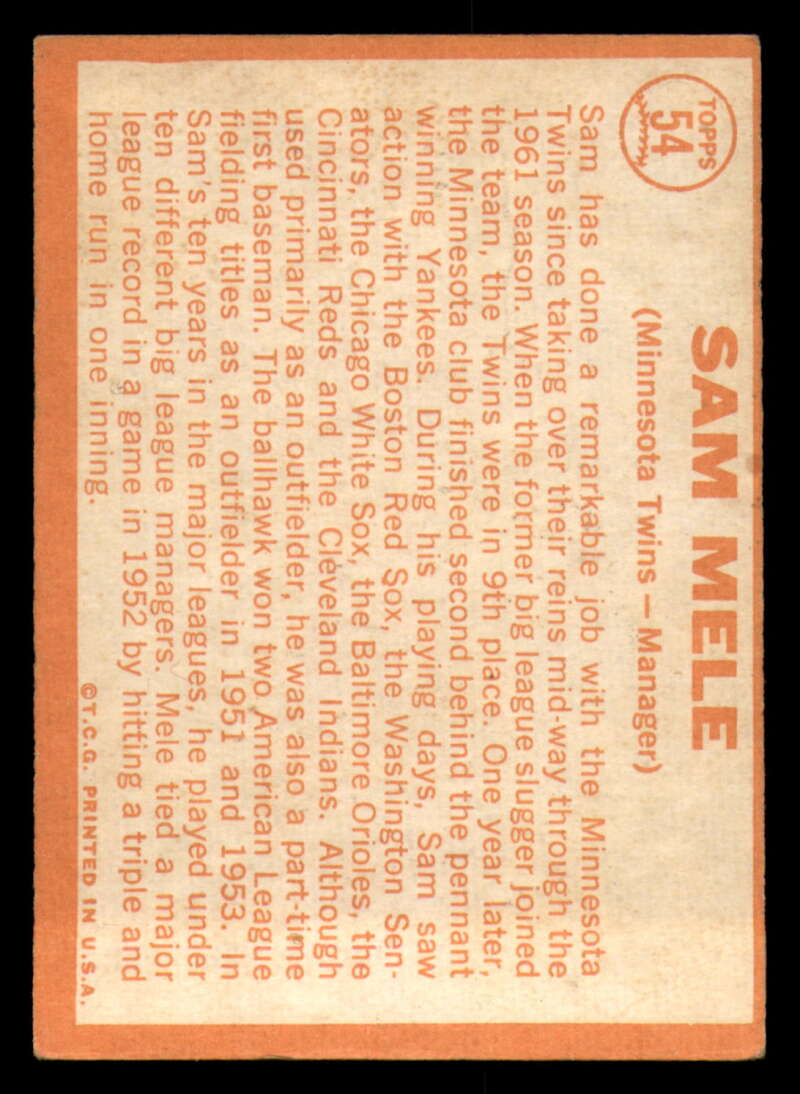 TOPPS
54
SAM MELE
(Minnesota Twins — Manager)
Sam has done a remarkable job with the Minnesota
Twins since taking over their reins mid-way through the
1961 season. When the former big league slugger joined
the team, the Twins were in 9th place. One year later,
the Minnesota club finished second behind the pennant
winning Yankees. During his playing days, Sam saw
action with the Boston Red Sox, the Washington Sen-
ators, the Chicago White Sox, the Baltimore Orioles, the
Cincinnati Reds and the Cleveland Indians. Although
used primarily as an outfielder, he was also a part-time
first baseman. The ballhawk won two American League
fielding titles as an outfielder in 1951 and 1953. In
Sam's ten years in the major leagues, he played under
ten different big league managers. Mele tied a major
league record in a game in 1952 by hitting a triple and
home run in one inning.
©T.C.G. PRINTED IN U.S.A.